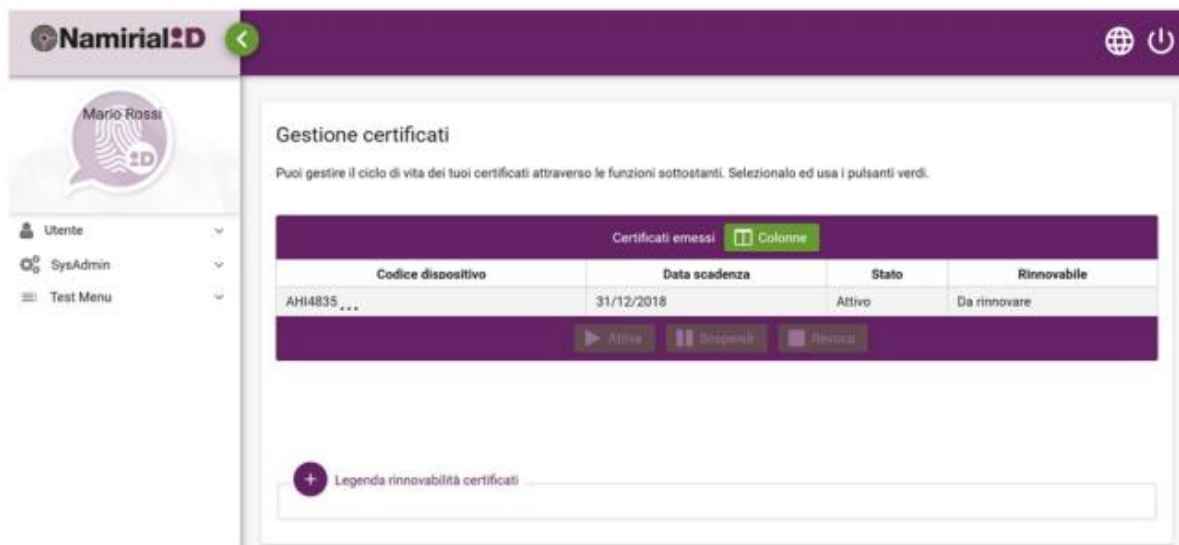 Namirial:D
Mario Rossi
:D
Utente
SysAdmin
Test Menu
Gestione certificati
Puoi gestire il ciclo di vita dei tuoi certificati attraverso le funzioni sottostanti. Selezionalo ed usa i pulsanti verdi.
Certificati emessi Colonne
Codice dispositivo Data scadenza Stato Rinnovabile
AHI4835... 31/12/2018 Attivo Da rinnovare
Attiva Sospendi Revoca
+ Legenda rinnovabilità certificati